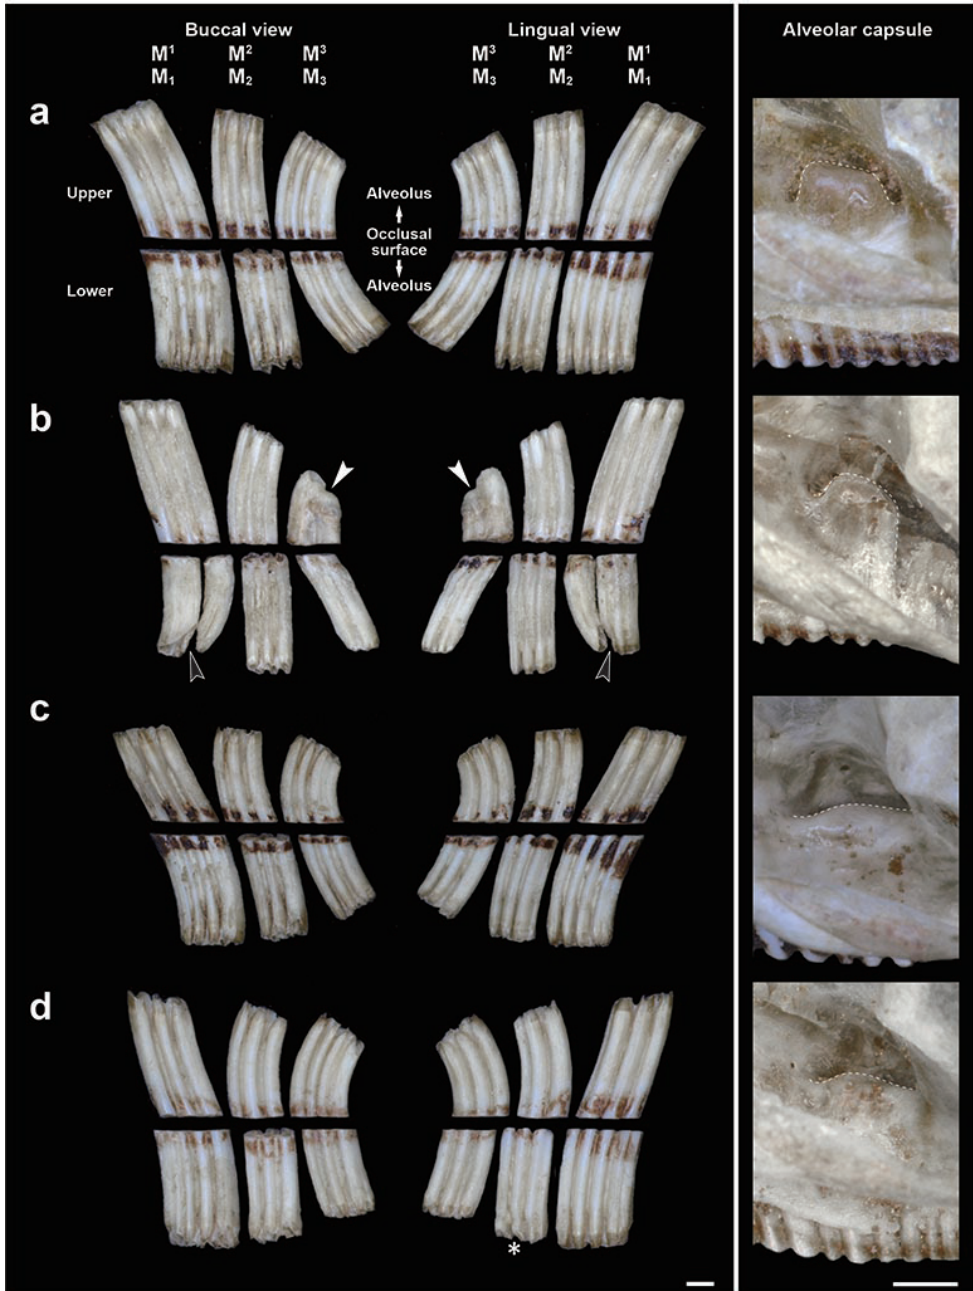 Buccal view
M¹ M² M³
M₁ M₂ M₃
Lingual view
M³ M² M¹
M₃ M₂ M₁
Alveolar capsule
a
Upper
Alveolus
Occlusal
surface
Alveolus
Lower
b
c
d
*